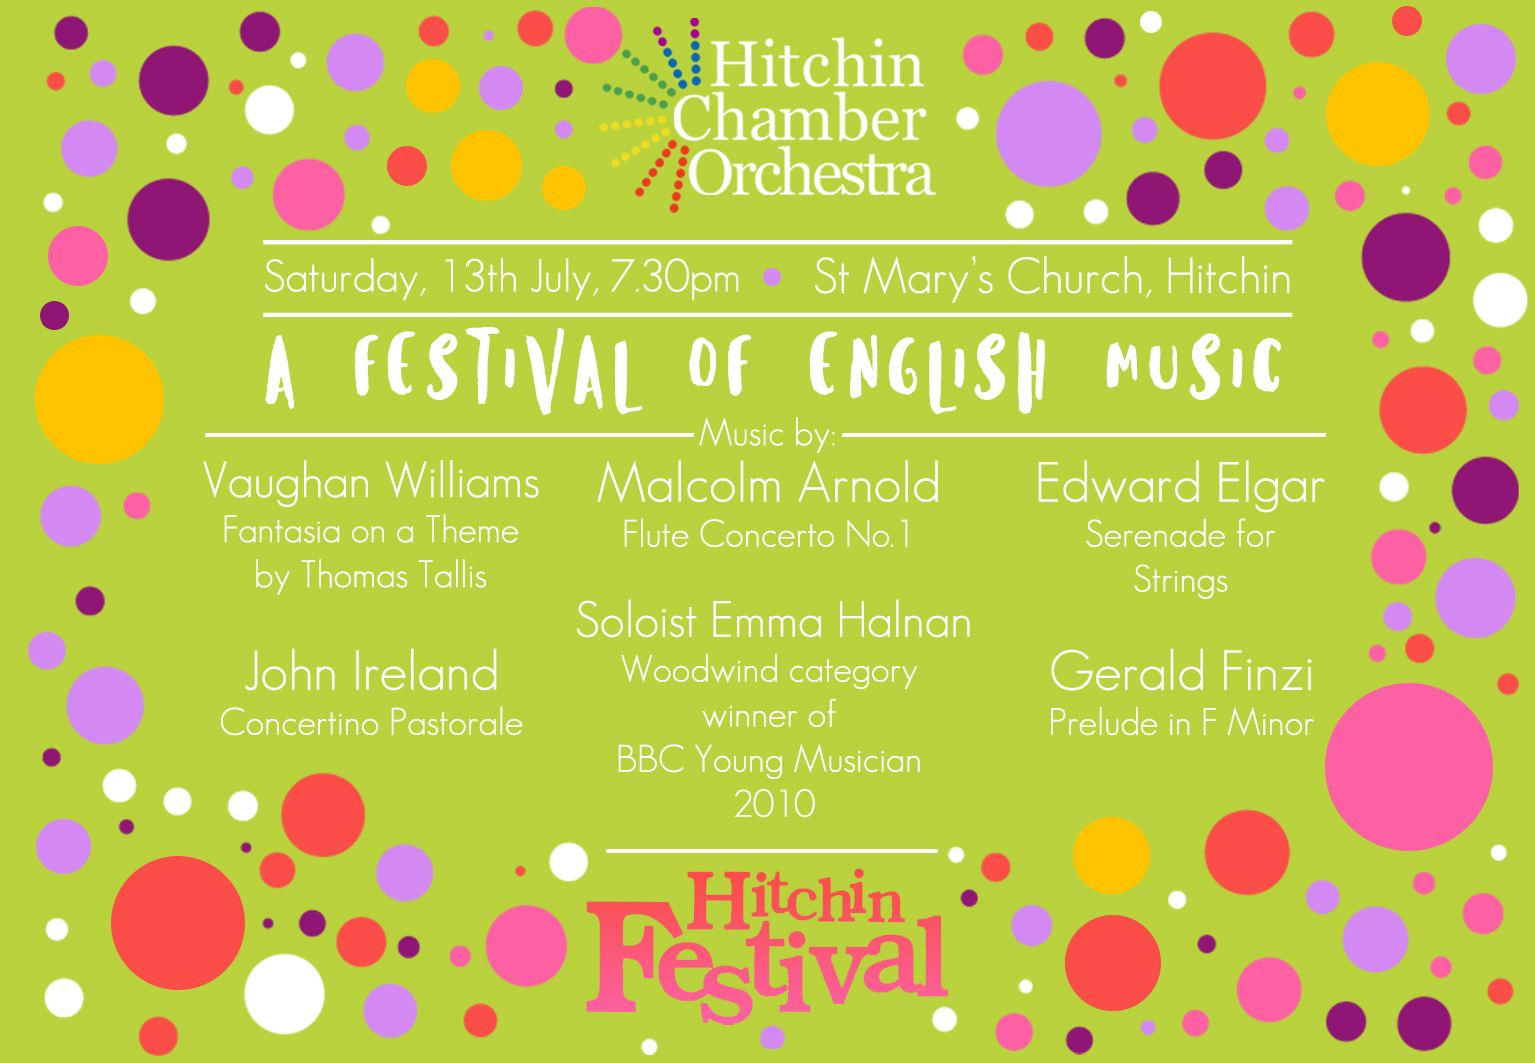 Hitchin
Chamber
Orchestra
Saturday, 13th July, 7.30pm • St Mary's Church, Hitchin
A FESTIVAL OF ENGLISH MUSIC
Music by:
Vaughan Williams
Fantasia on a Theme
by Thomas Tallis
John Ireland
Concertino Pastorale
Malcolm Arnold
Flute Concerto No.1
Soloist Emma Halnan
Woodwind category
winner of
BBC Young Musician
2010
Edward Elgar
Serenade for
Strings
Gerald Finzi
Prelude in F Minor
Hitchin
Festival